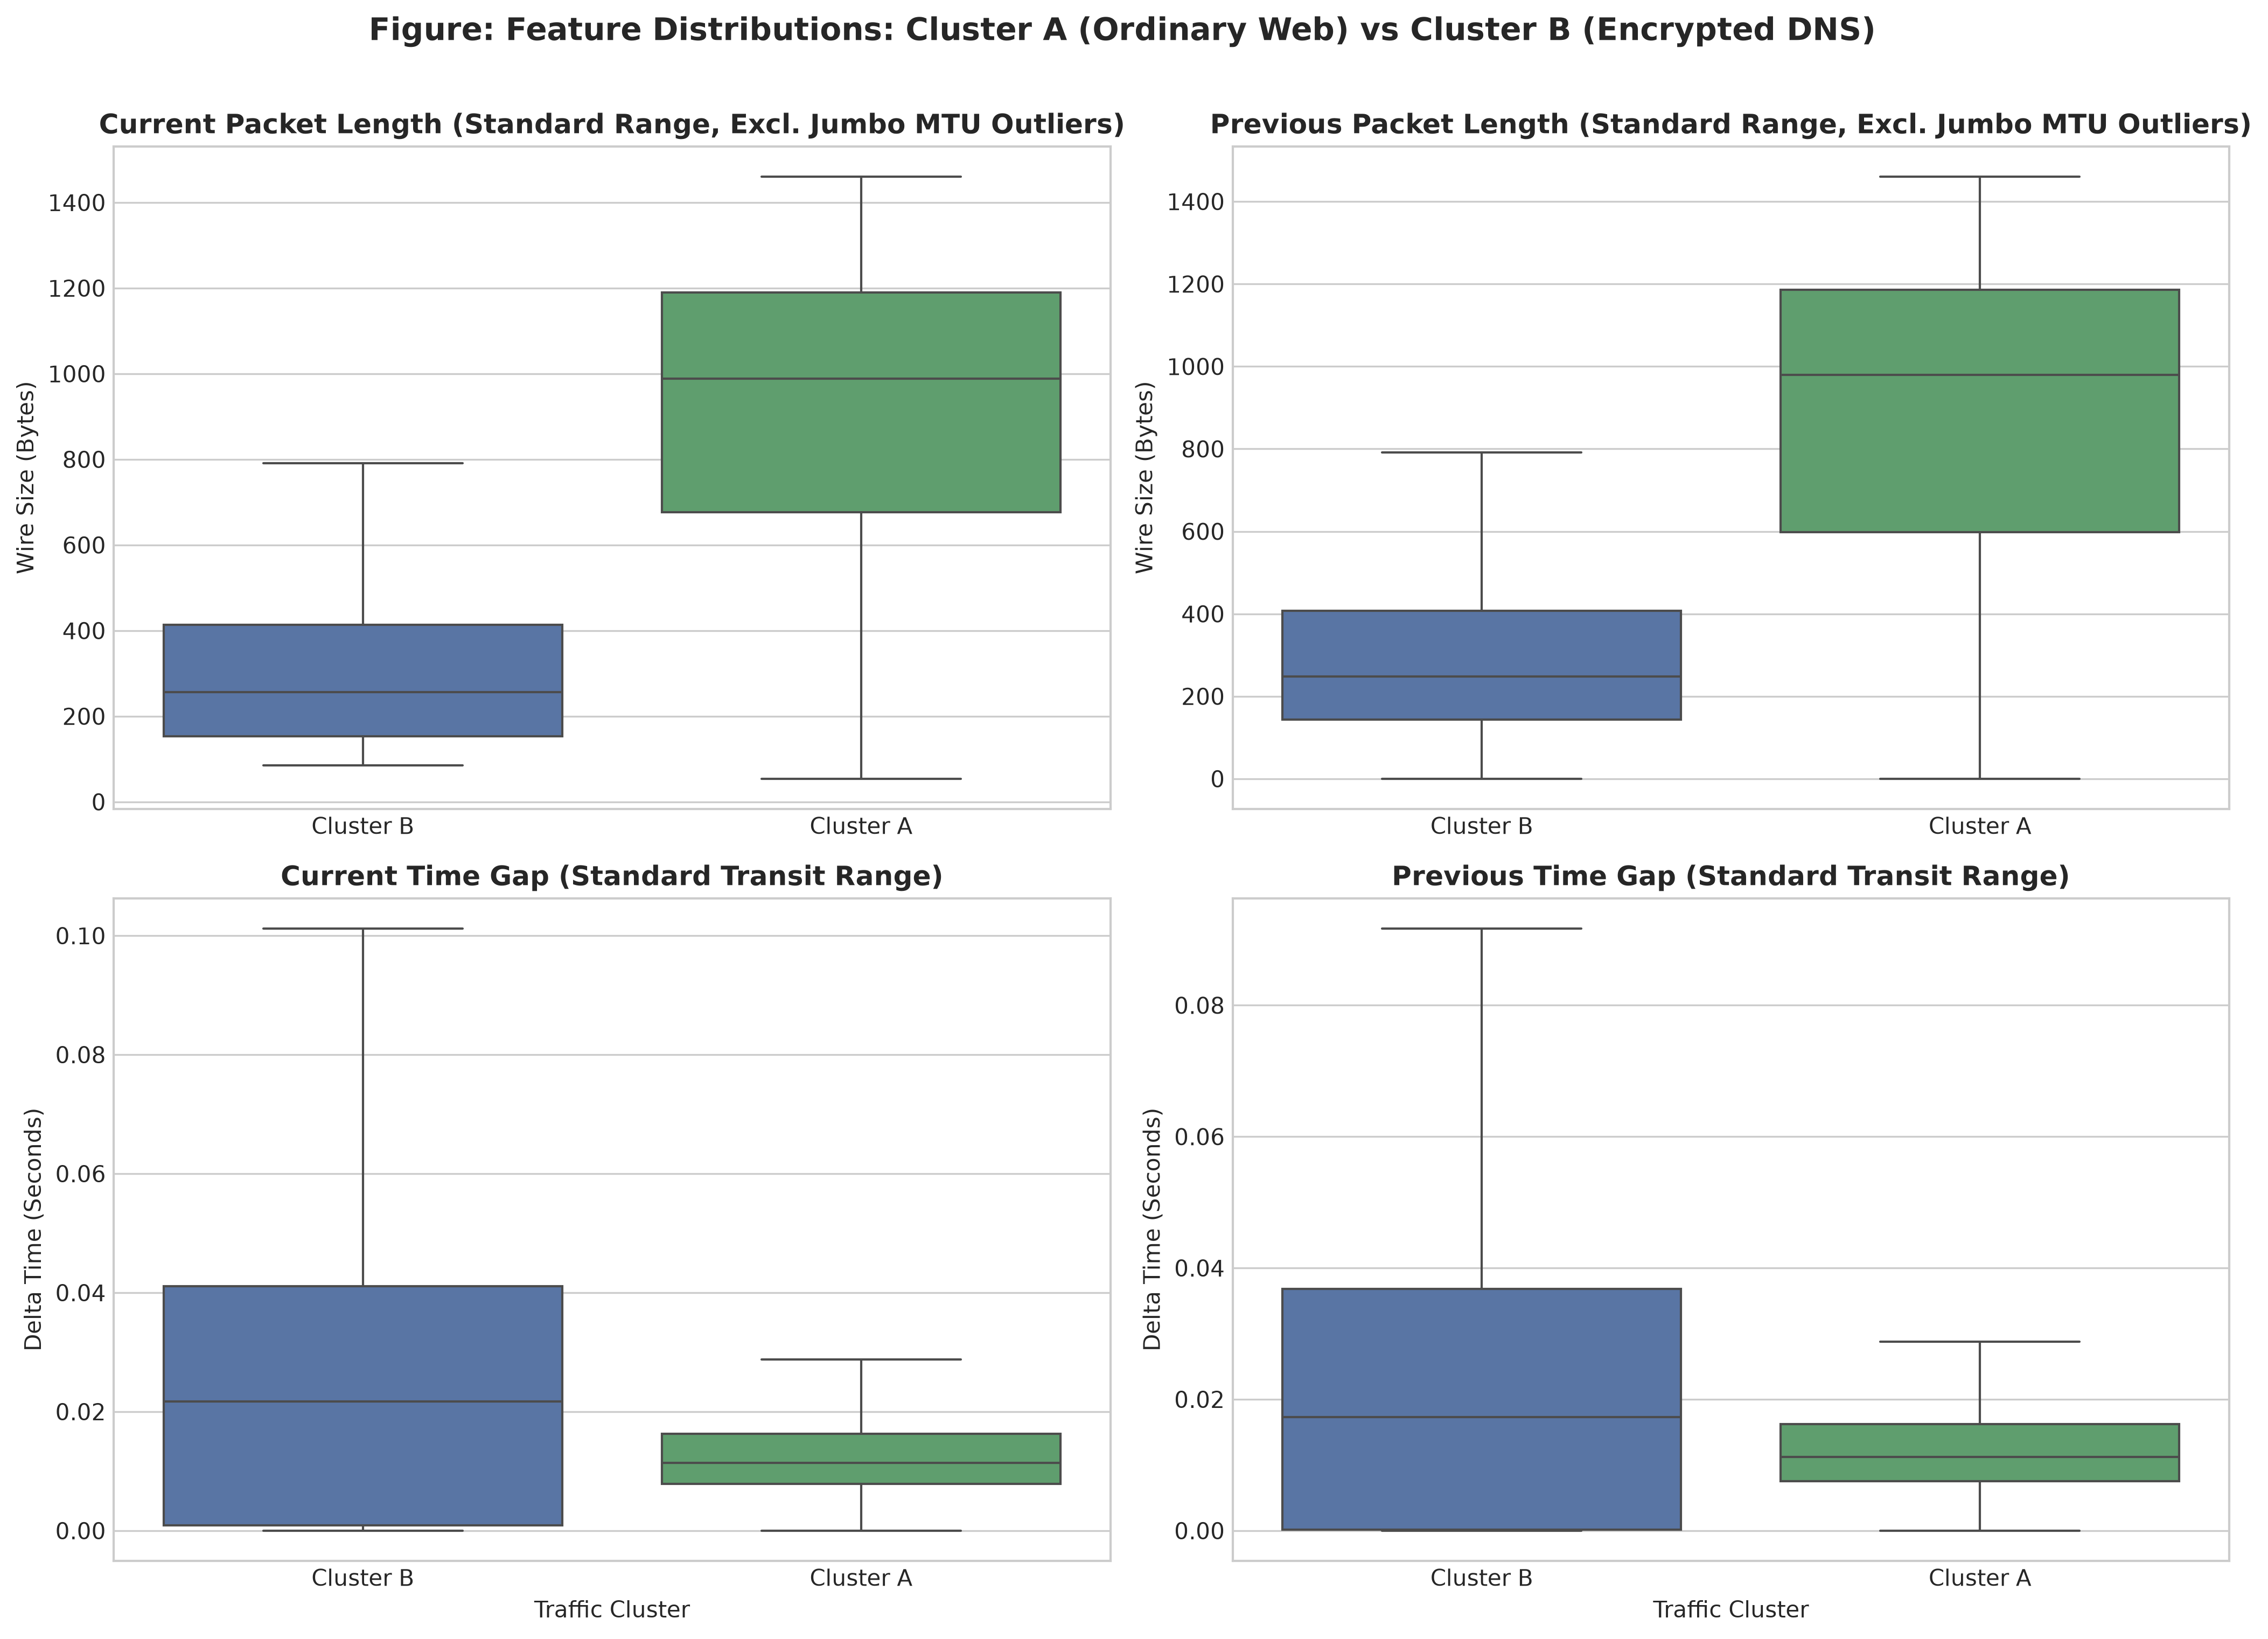 Figure: Feature Distributions: Cluster A (Ordinary Web) vs Cluster B (Encrypted DNS)
Current Packet Length (Standard Range, Excl. Jumbo MTU Outliers)
Wire Size (Bytes)
1400
1200
1000
800
600
400
200
0
Cluster B
Cluster A
Previous Packet Length (Standard Range, Excl. Jumbo MTU Outliers)
Wire Size (Bytes)
1400
1200
1000
800
600
400
200
0
Cluster B
Cluster A
Current Time Gap (Standard Transit Range)
Delta Time (Seconds)
0.10
0.08
0.06
0.04
0.02
0.00
Cluster B
Cluster A
Traffic Cluster
Previous Time Gap (Standard Transit Range)
Delta Time (Seconds)
0.08
0.06
0.04
0.02
0.00
Cluster B
Cluster A
Traffic Cluster